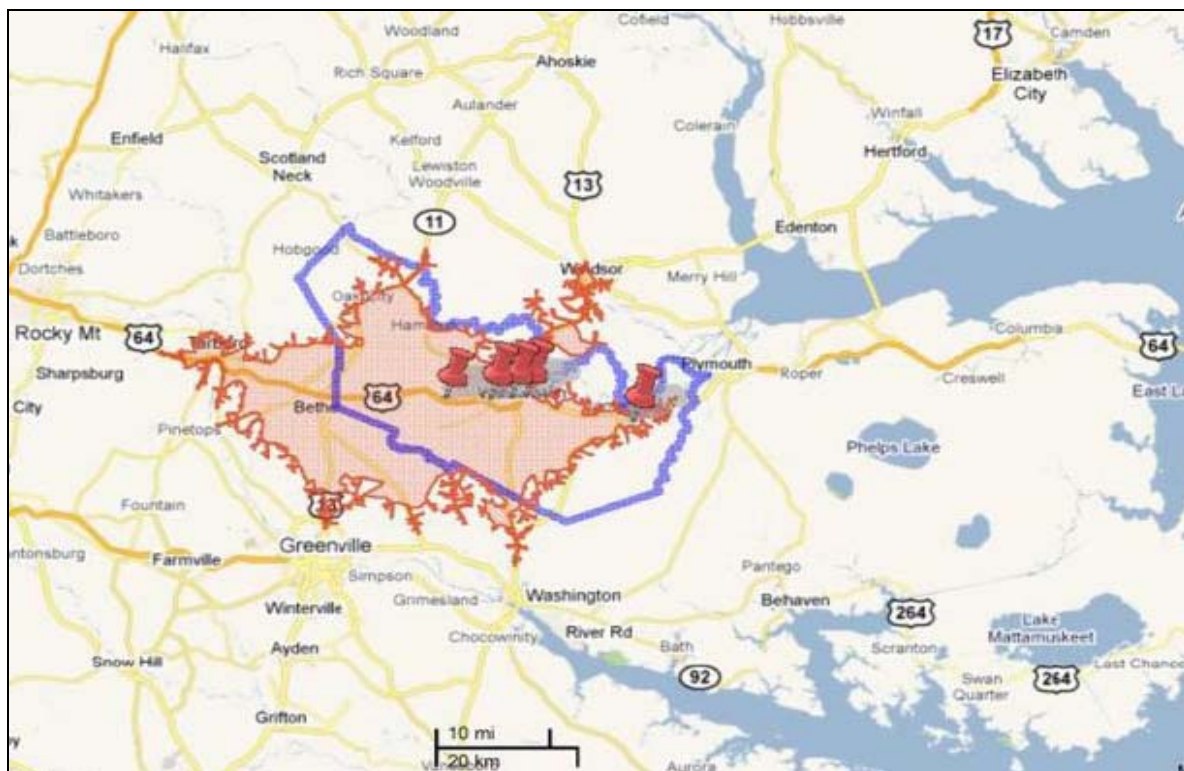 Cofield
Hobbsville
17
Camden
Halifax
Woodland
Ahoskie
Rich Square
Elizabeth
City
Aulander
Colerain
Winfall
Enfield
Kelford
Hertford
Scotland
Neck
Lewiston
Woodville
13
Whitakers
11
Edenton
Battleboro
Hobgood
Windsor
Merry Hill
Dortches
Oak City
Rocky Mt
64
Tarboro
Columbia
64
Plymouth
Roper
Creswell
Sharpsburg
East L
City
Bethel
64
Pinetops
Phelps Lake
Fountain
Greenville
Farmville
Simpson
Pantego
Winterville
Grimesland
Washington
Belhaven
264
Lake
Mattamuskeet
Chocowinity
River Rd
Bath
Scranton
Ayden
Last Chance
Snow Hill
92
Swan
Quarter
264
Grifton
10 mi
20 km
Aurora